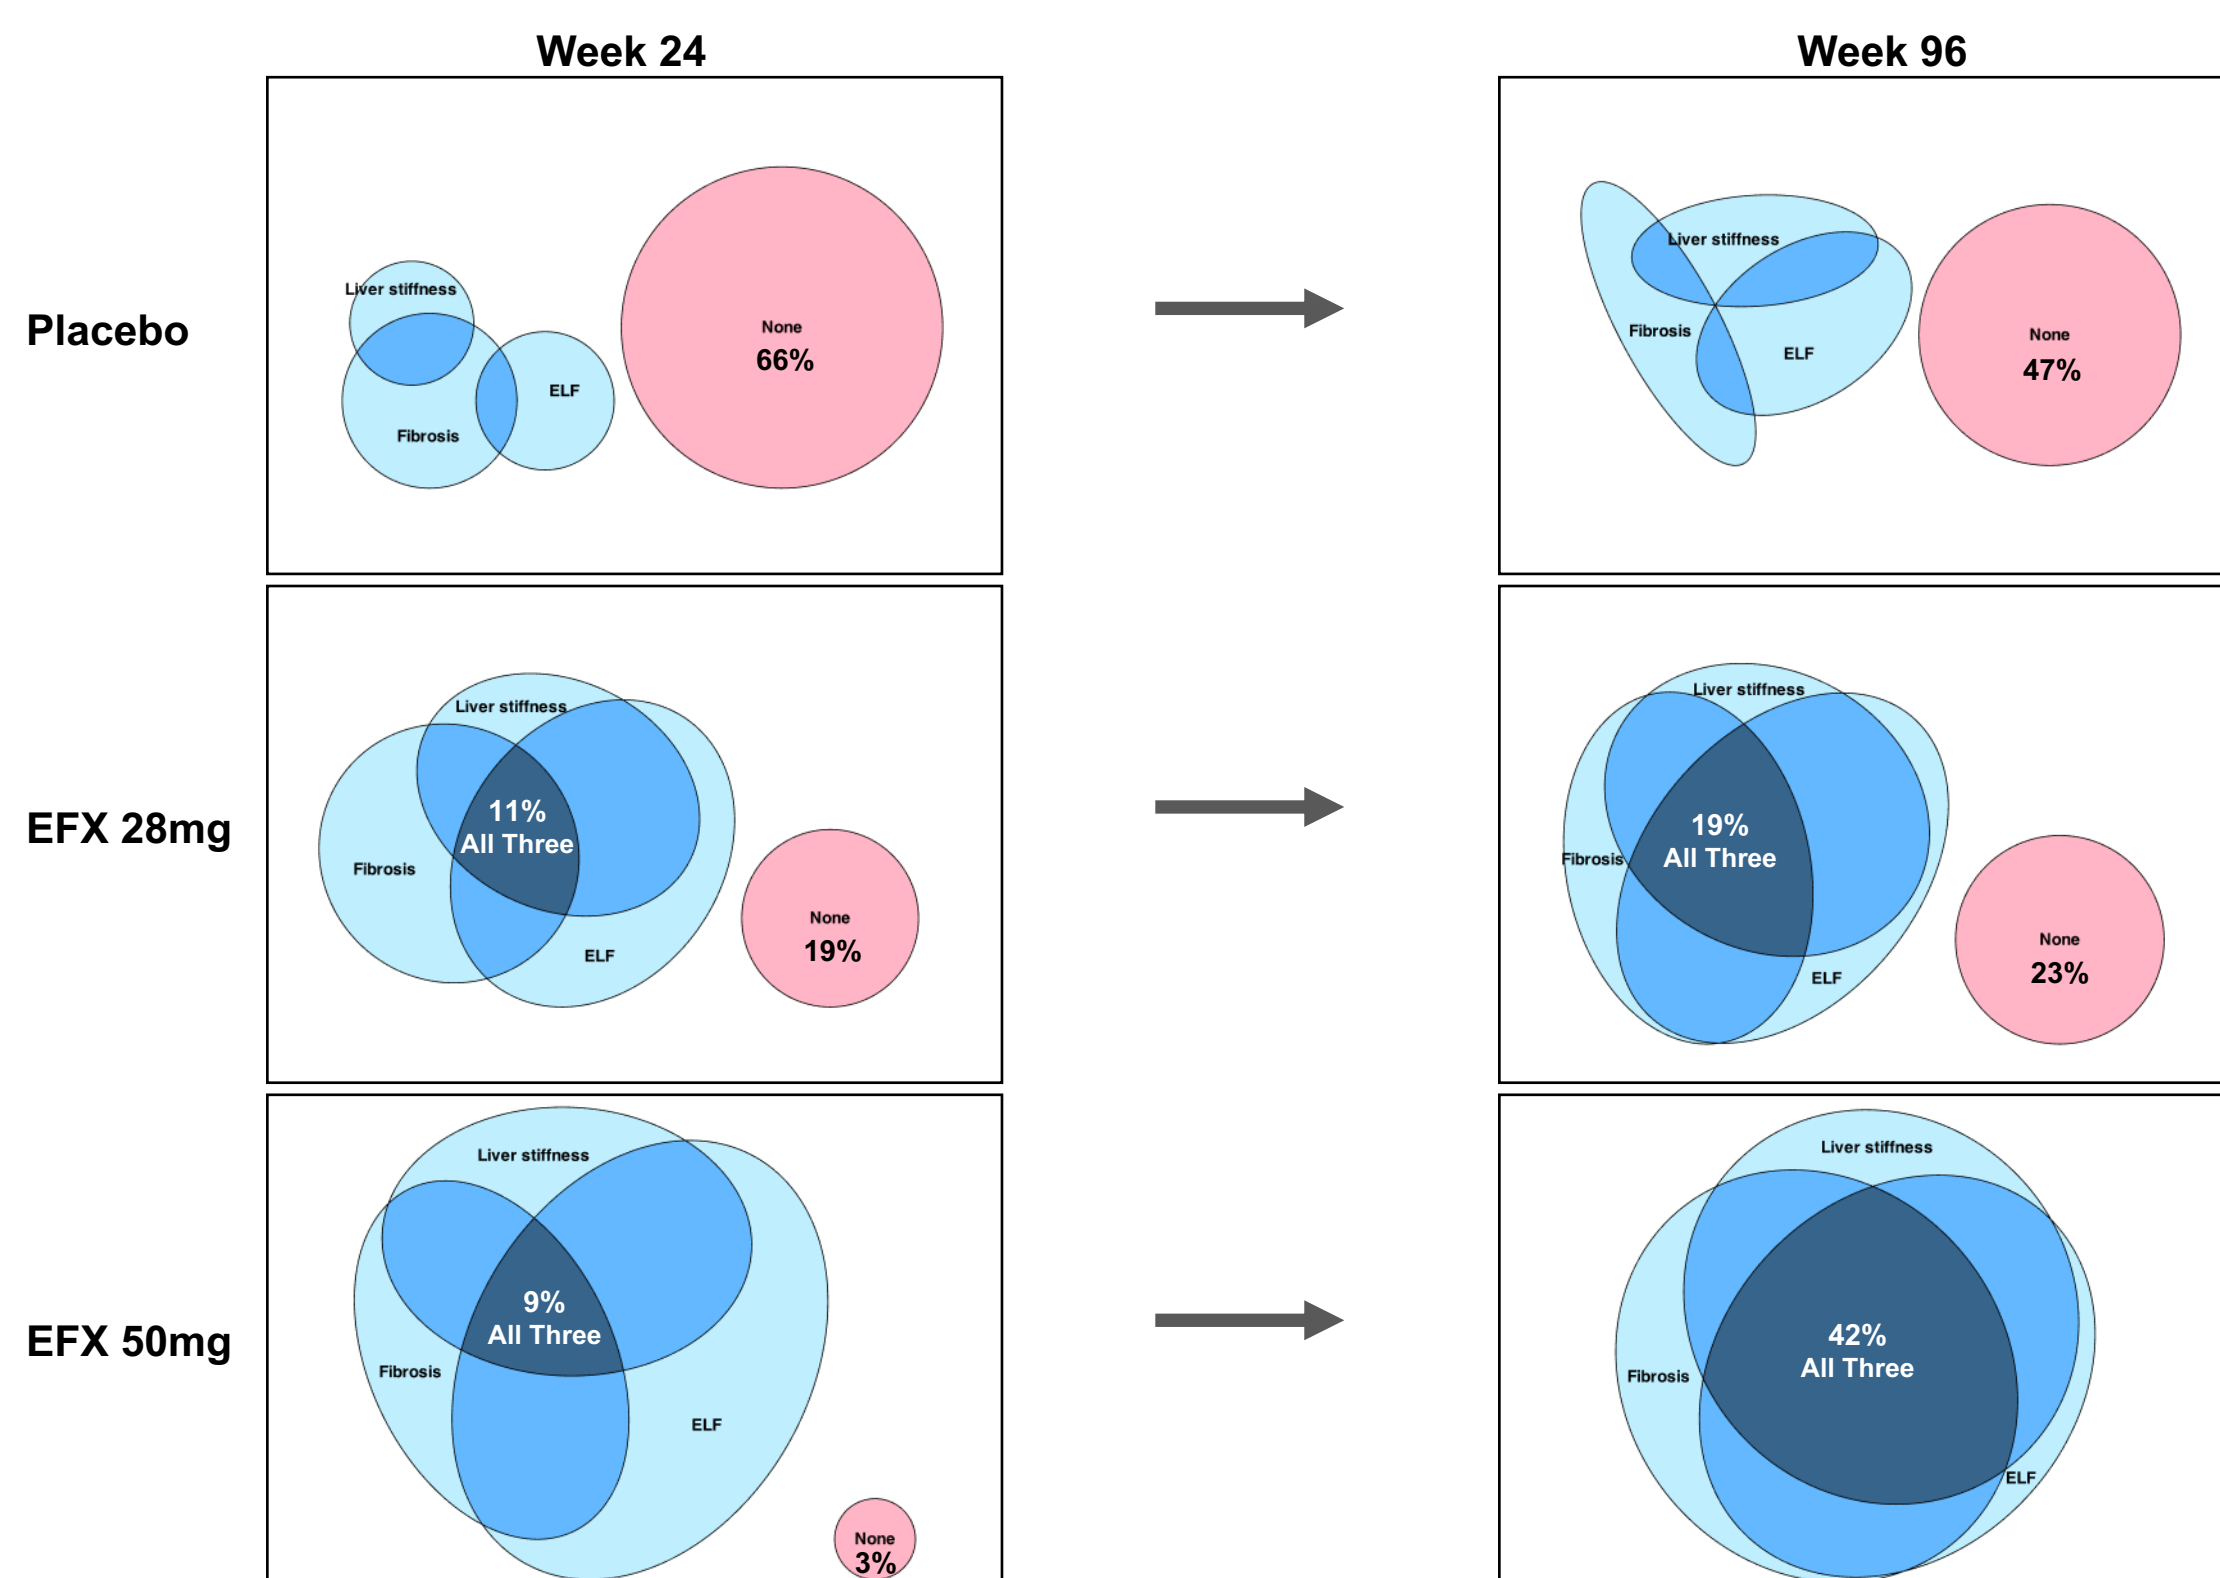 Week 24
Week 96
Placebo
Liver stiffness
Fibrosis
ELF
None
66%
Liver stiffness
Fibrosis
ELF
None
47%
EFX 28mg
Liver stiffness
11%
All Three
Fibrosis
ELF
None
19%
Liver stiffness
19%
All Three
Fibrosis
ELF
None
23%
EFX 50mg
Liver stiffness
9%
All Three
Fibrosis
ELF
None
3%
Liver stiffness
42%
All Three
Fibrosis
ELF